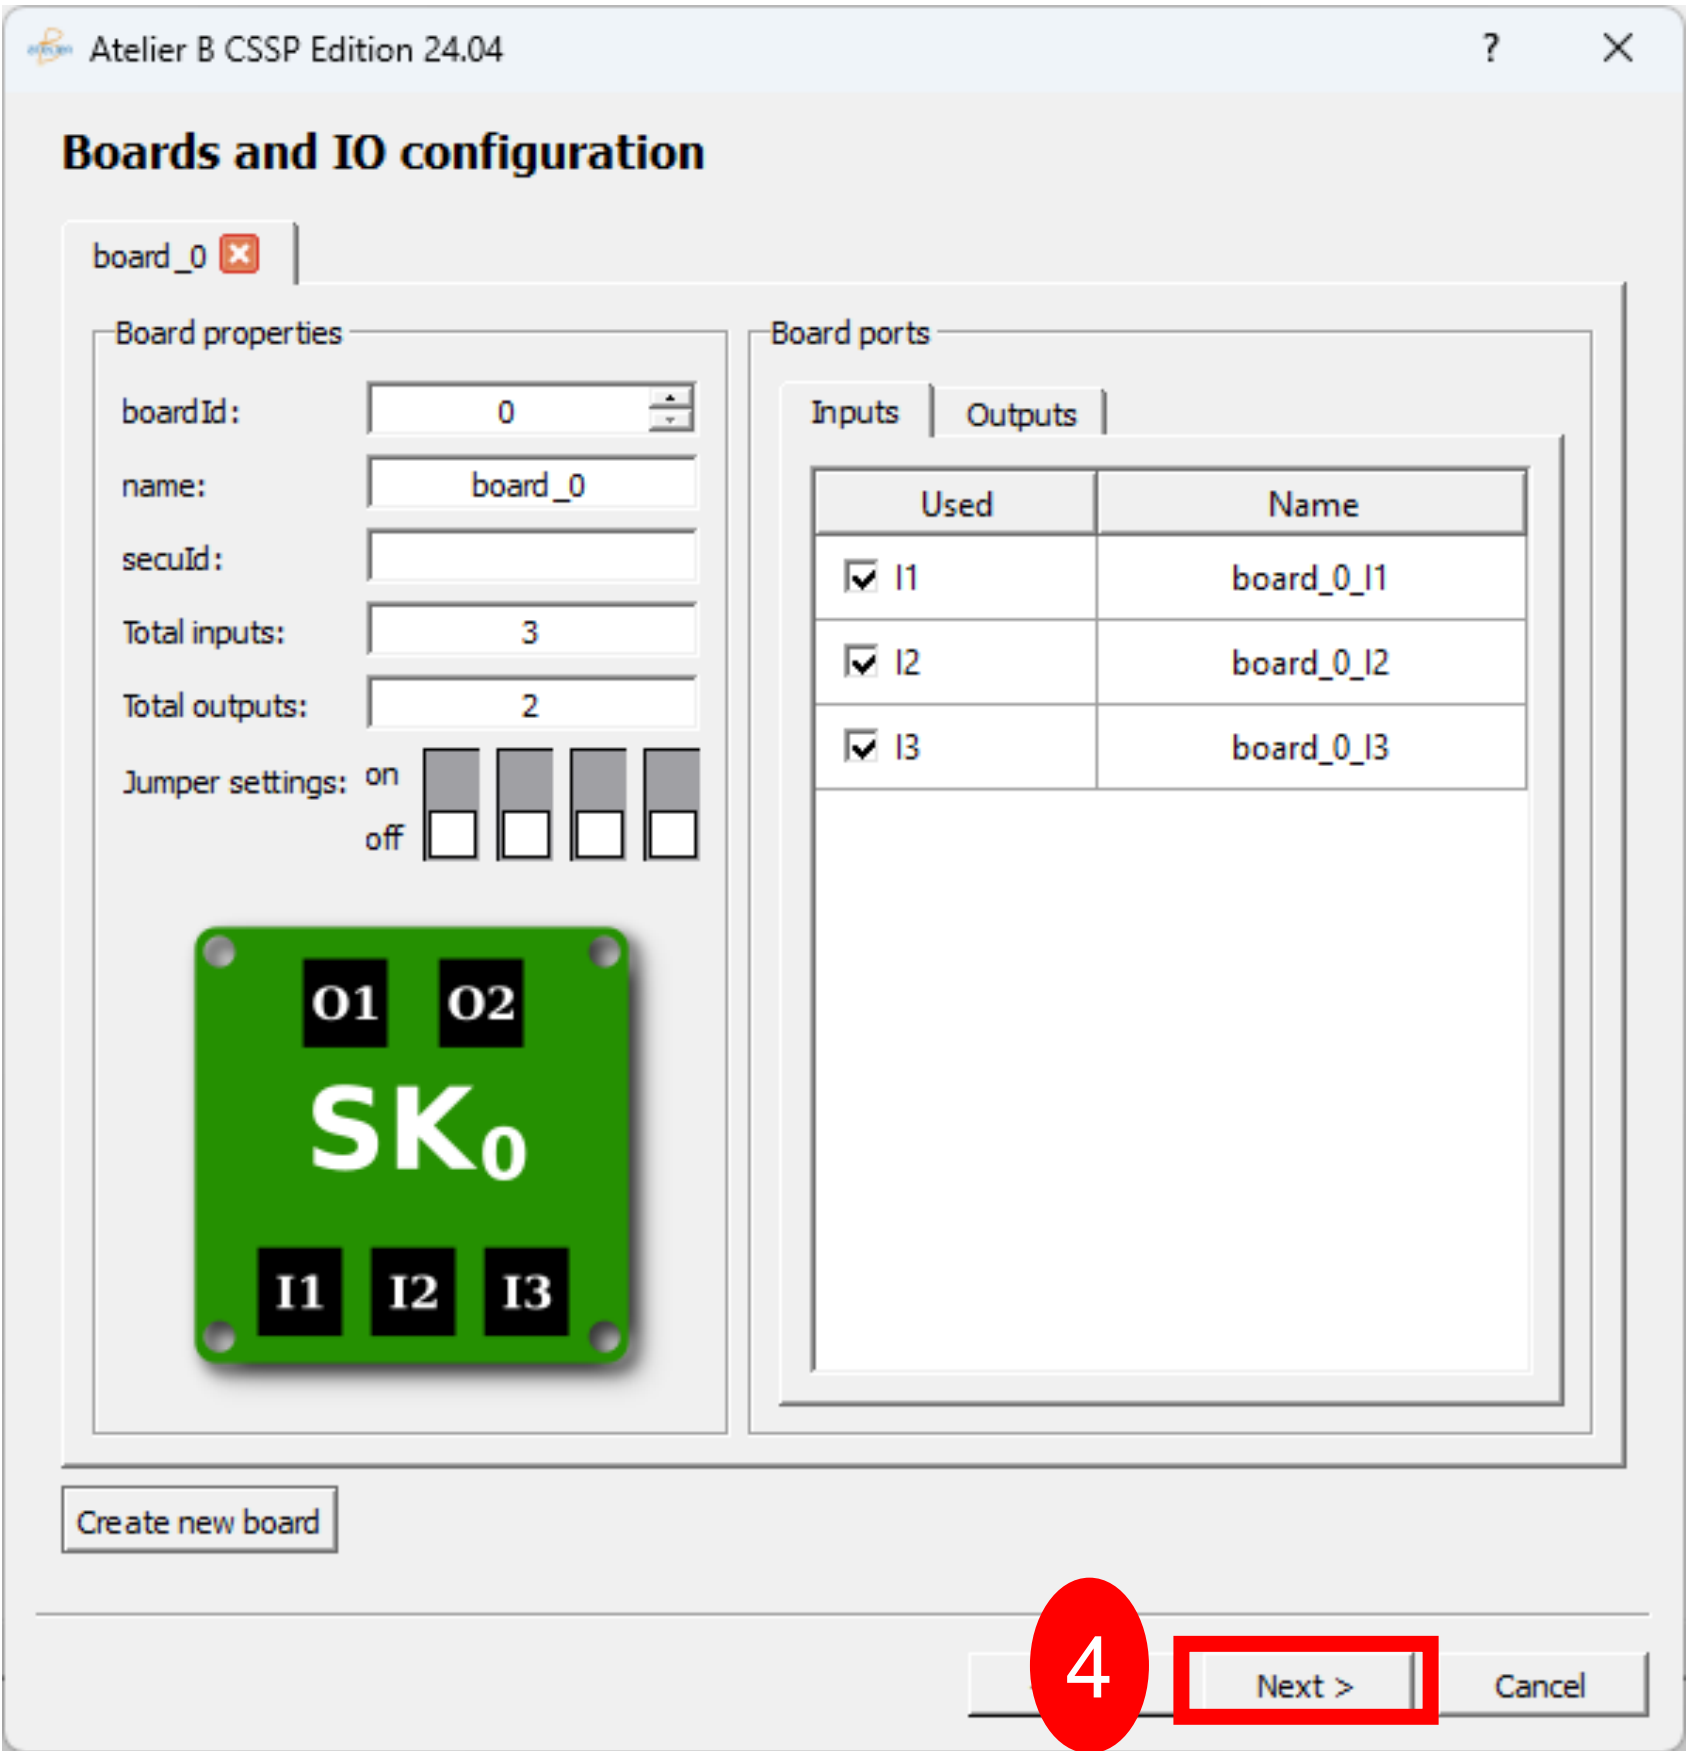 Atelier B CSSP Edition 24.04 ?
Boards and IO configuration
board_0
Board properties
boardId: 0
name: board_0
secuId:
Total inputs: 3
Total outputs: 2
Jumper settings: on
off
O1 O2
SK0
I1 I2 I3
Board ports
Inputs Outputs
Used Name
I1 board_0_I1
I2 board_0_I2
I3 board_0_I3
Create new board
4 Next > Cancel